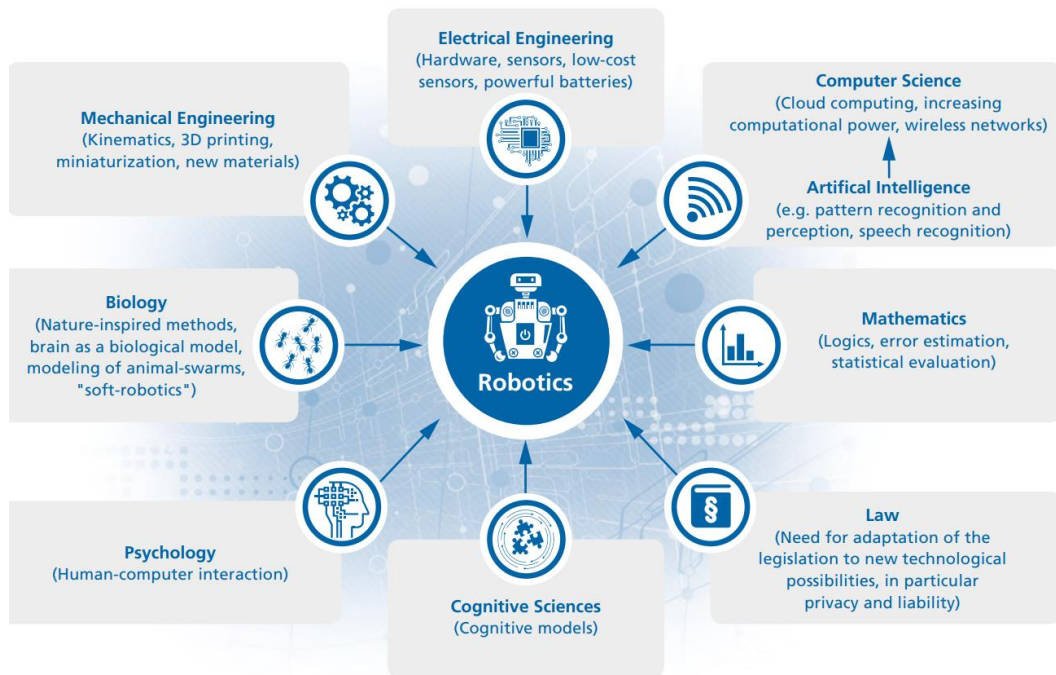 Electrical Engineering
(Hardware, sensors, low-cost
sensors, powerful batteries)
Mechanical Engineering
(Kinematics, 3D printing,
miniaturization, new materials)
Computer Science
(Cloud computing, increasing
computational power, wireless networks)
Artifical Intelligence
(e.g. pattern recognition and
perception, speech recognition)
Biology
(Nature-inspired methods,
brain as a biological model,
modeling of animal-swarms,
"soft-robotics")
Robotics
Mathematics
(Logics, error estimation,
statistical evaluation)
Psychology
(Human-computer interaction)
Cognitive Sciences
(Cognitive models)
§
Law
(Need for adaptation of the
legislation to new technological
possibilities, in particular
privacy and liability)